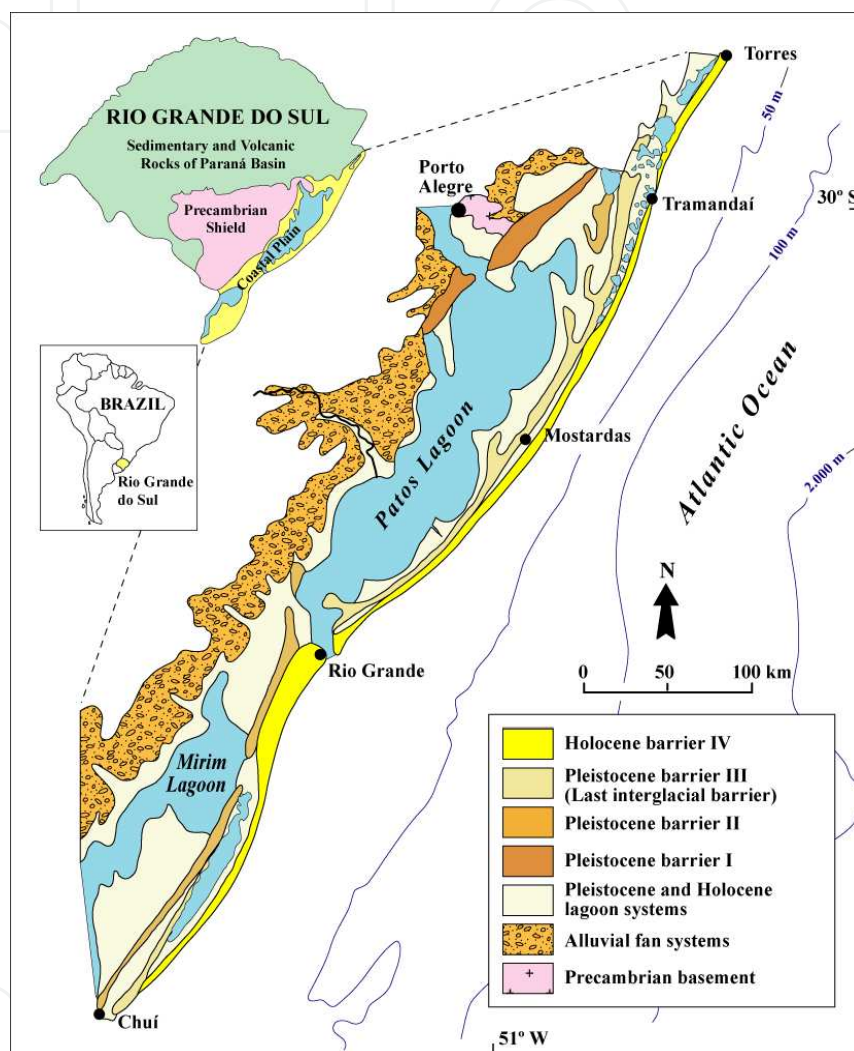 RIO GRANDE DO SUL
Sedimentary and Volcanic
Rocks of Paraná Basin
Precambrian
Shield
Coastal Plain
BRAZIL
Rio Grande
do Sul
Torres
50 m
Porto
Alegre
Tramandaí
30º S
100 m
Patos Lagoon
Mostardas
Atlantic Ocean
2.000 m
N
Rio Grande
0 50 100 km
Mirim
Lagoon
Chuí
Holocene barrier IV
Pleistocene barrier III
(Last interglacial barrier)
Pleistocene barrier II
Pleistocene barrier I
Pleistocene and Holocene
lagoon systems
Alluvial fan systems
Precambrian basement
51º W